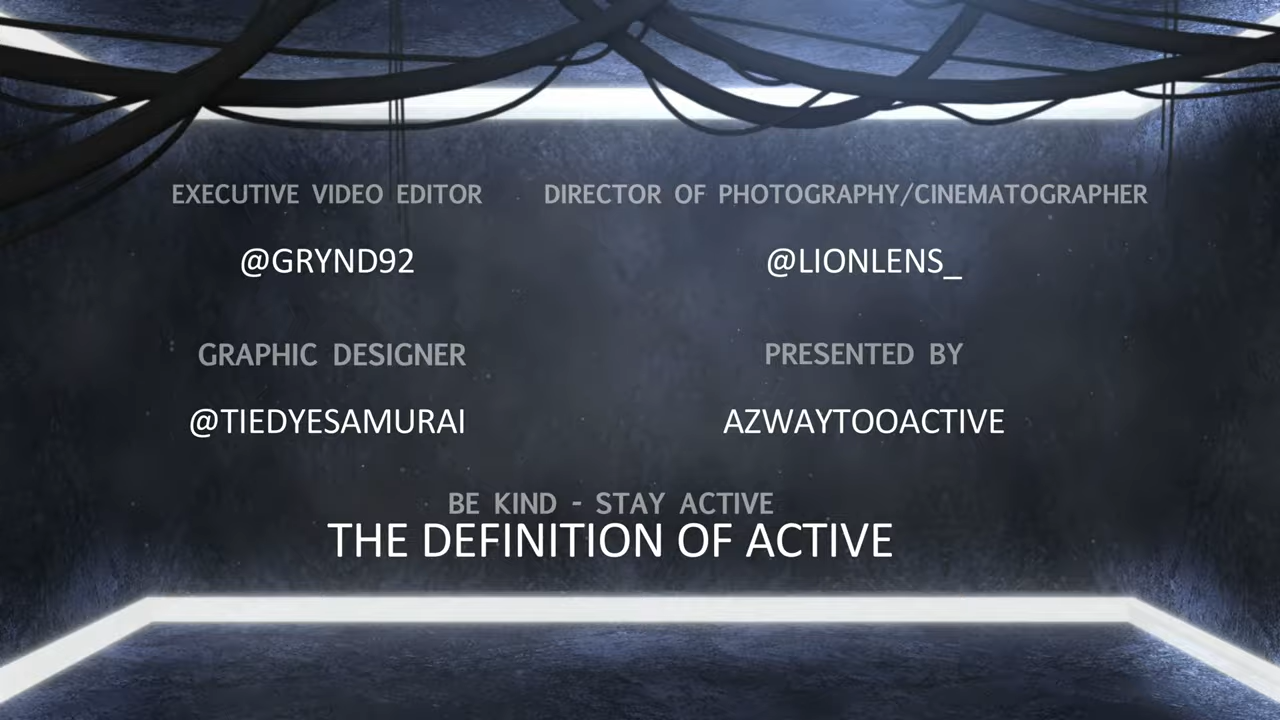 EXECUTIVE VIDEO EDITOR
@GRYND92
DIRECTOR OF PHOTOGRAPHY/CINEMATOGRAPHER
@LIONLENS_
GRAPHIC DESIGNER
@TIEDYESAMURAI
PRESENTED BY
AZWAYTOOACTIVE
BE KIND - STAY ACTIVE
THE DEFINITION OF ACTIVE